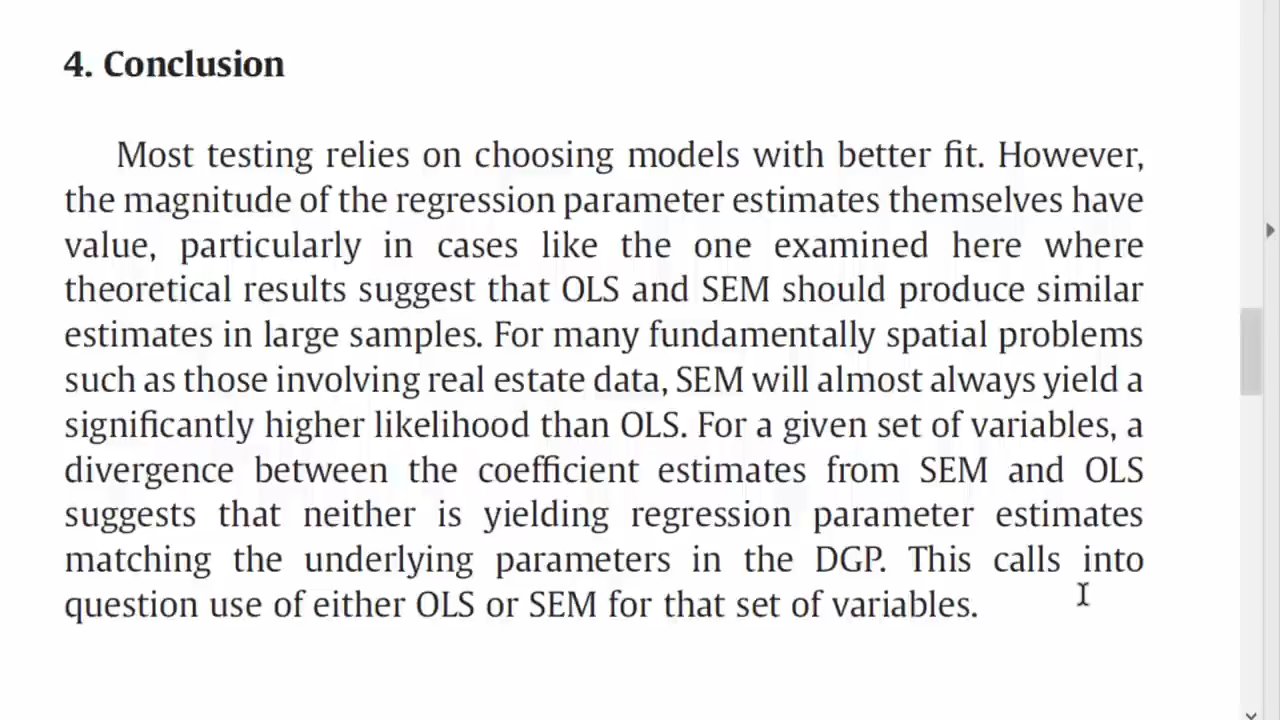 4. Conclusion
Most testing relies on choosing models with better fit. However,
the magnitude of the regression parameter estimates themselves have
value, particularly in cases like the one examined here where
theoretical results suggest that OLS and SEM should produce similar
estimates in large samples. For many fundamentally spatial problems
such as those involving real estate data, SEM will almost always yield a
significantly higher likelihood than OLS. For a given set of variables, a
divergence between the coefficient estimates from SEM and OLS
suggests that neither is yielding regression parameter estimates
matching the underlying parameters in the DGP. This calls into
question use of either OLS or SEM for that set of variables.